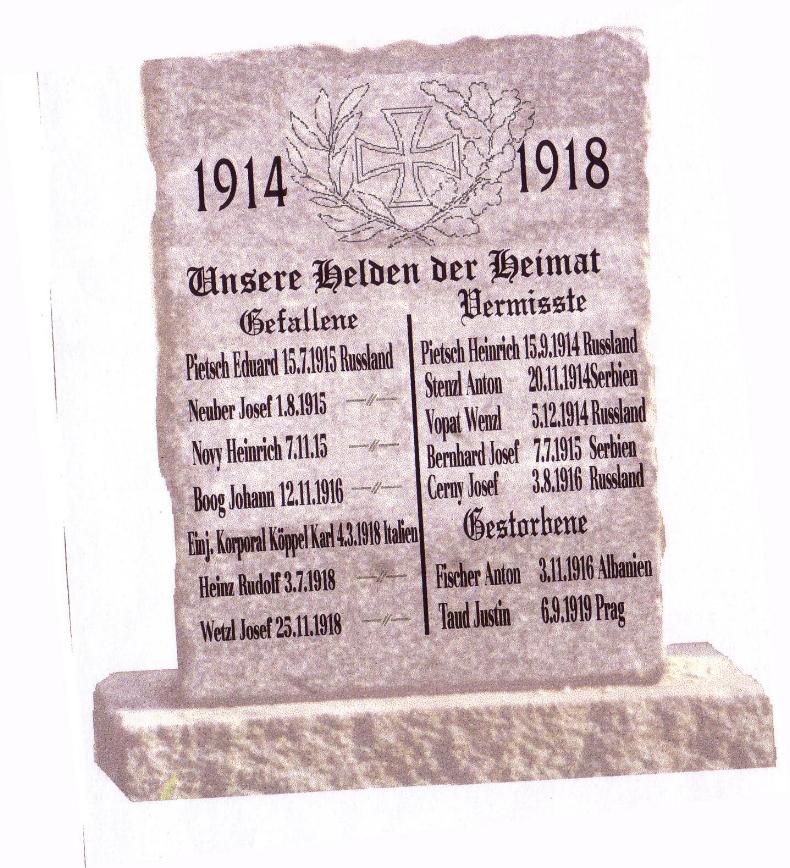 1914 1918
Unsere Helden der Heimat
Gefallene
Pietsch Eduard 15.7.1915 Russland
Neuber Josef 1.8.1915 —//—
Novy Heinrich 7.11.15 —//—
Boog Johann 12.11.1916 —//—
Einj. Korporal Köppel Karl 4.3.1918 Italien
Heinz Rudolf 3.7.1918 —//—
Wetzl Josef 25.11.1918 —//—
Vermisste
Pietsch Heinrich 15.9.1914 Russland
Stenzl Anton 20.11.1914 Serbien
Vopat Wenzl 5.12.1914 Russland
Bernhard Josef 7.7.1915 Serbien
Cerny Josef 3.8.1916 Russland
Gestorbene
Fischer Anton 3.11.1916 Albanien
Taud Justin 6.9.1919 Prag